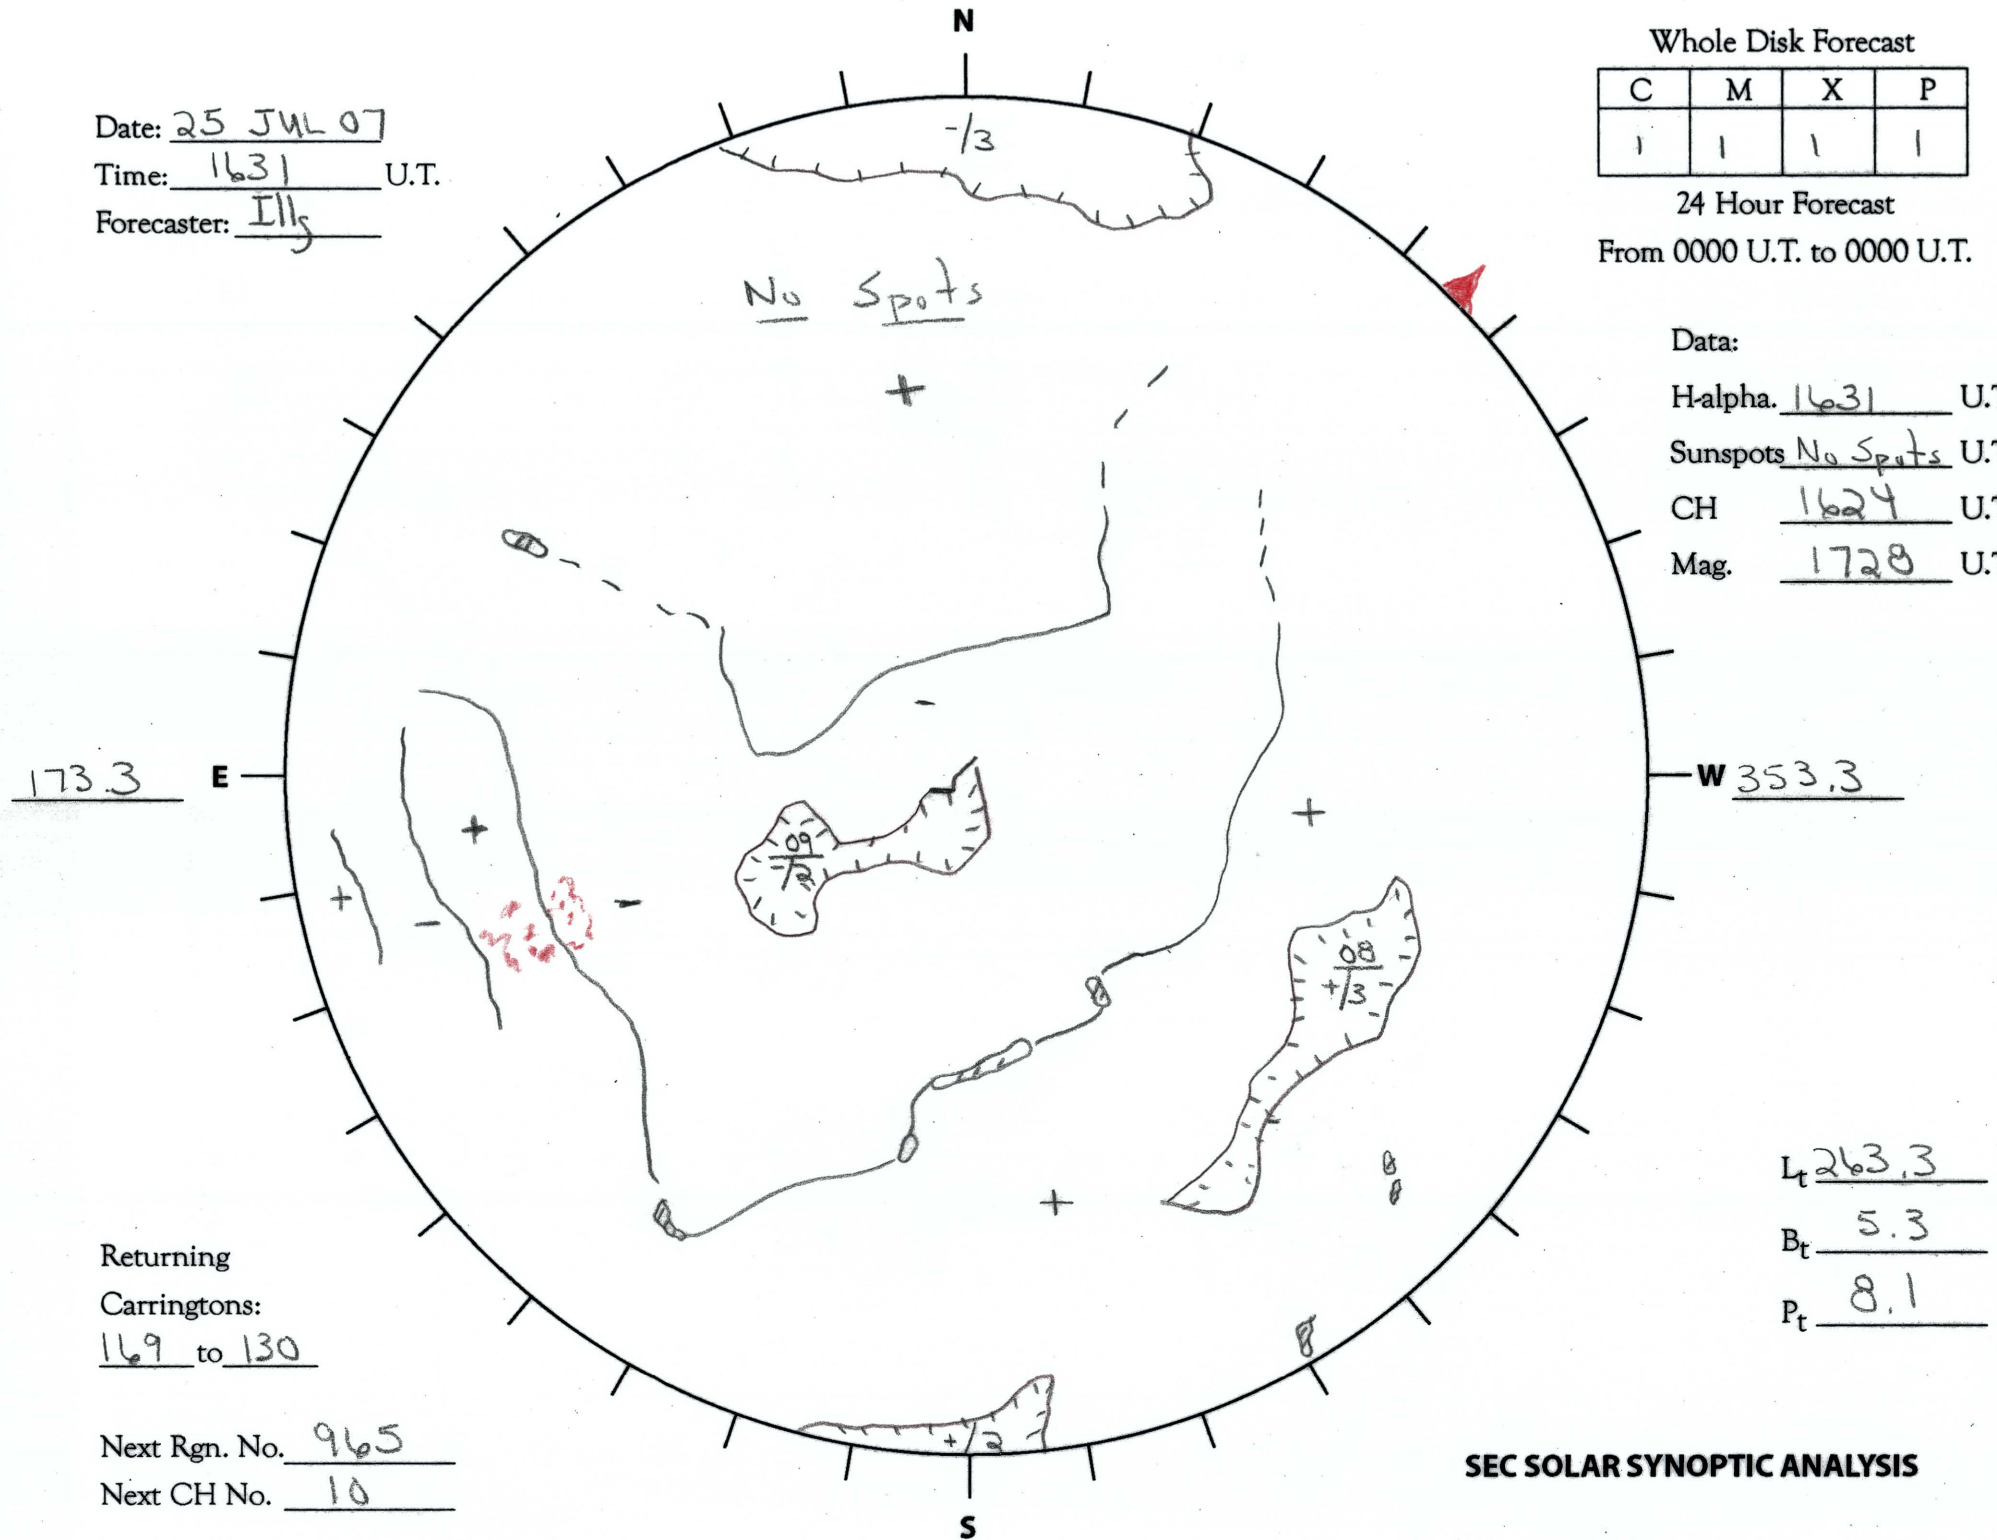 N
Whole Disk Forecast
C M X P
1 1 1 1
24 Hour Forecast
From 0000 U.T. to 0000 U.T.
Date: 25 JUL 07
Time: 1631 U.T.
Forecaster: Ills
-/3
No Spots
+
Data:
H-alpha. 1631 U.T
Sunspots No Spots U.T
CH 1624 U.T
Mag. 1728 U.T
-
173.3 E
W 353.3
+
+
09
-/2
+
-
-
08
+/3
+
Lt 263.3
Bt 5.3
Pt 8.1
Returning
Carringtons:
169 to 130
Next Rgn. No. 965
Next CH No. 10
+/2
SEC SOLAR SYNOPTIC ANALYSIS
S